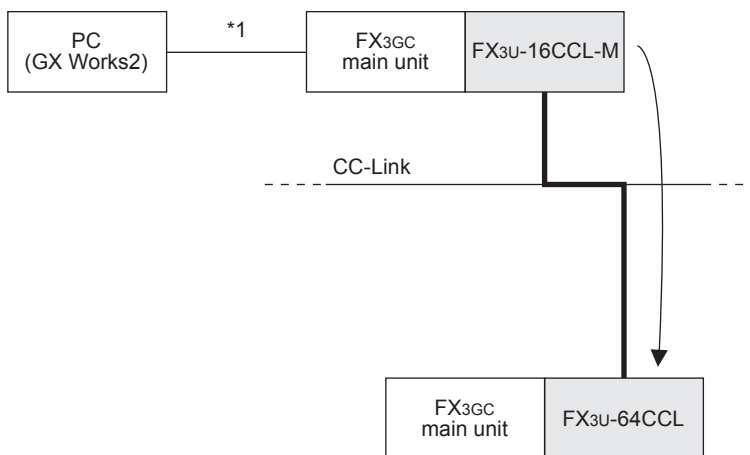 PC
(GX Works2)
*1
FX3GC
main unit
FX3U-16CCL-M
CC-Link
FX3GC
main unit
FX3U-64CCL